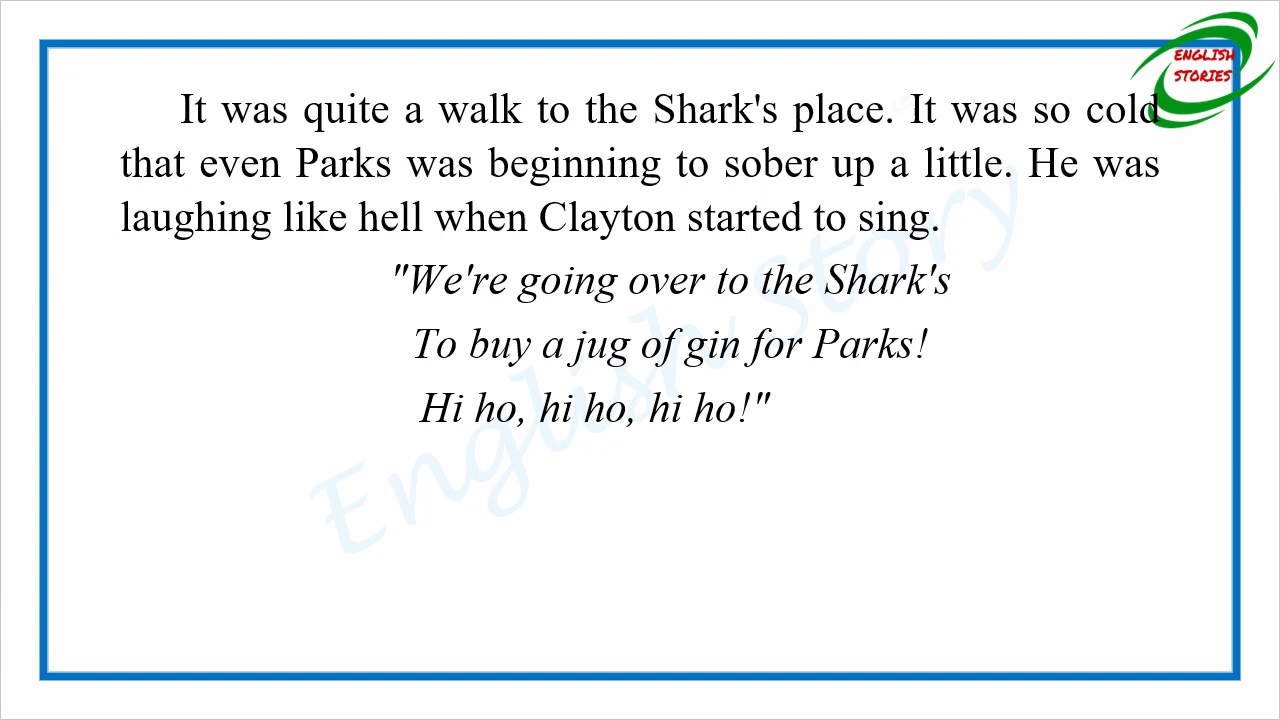 ENGLISH
STORIES
It was quite a walk to the Shark's place. It was so cold
that even Parks was beginning to sober up a little. He was
laughing like hell when Clayton started to sing.
"We're going over to the Shark's
To buy a jug of gin for Parks!
Hi ho, hi ho, hi ho!"
English Story